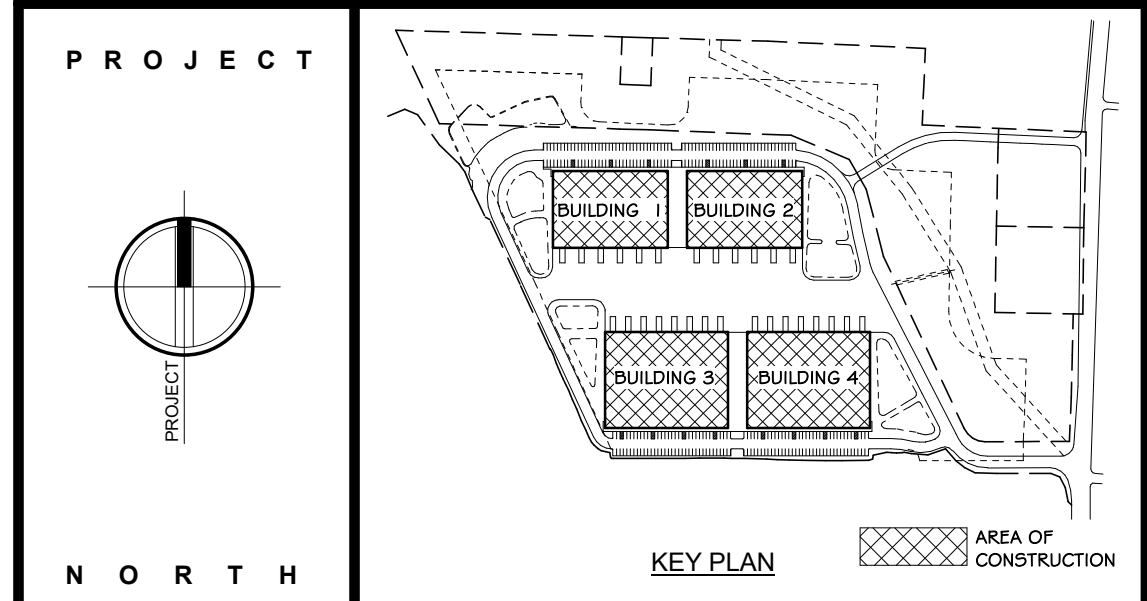 P R O J E C T
PROJECT
N O R T H
BUILDING 1
BUILDING 2
BUILDING 3
BUILDING 4
KEY PLAN
AREA OF
CONSTRUCTION